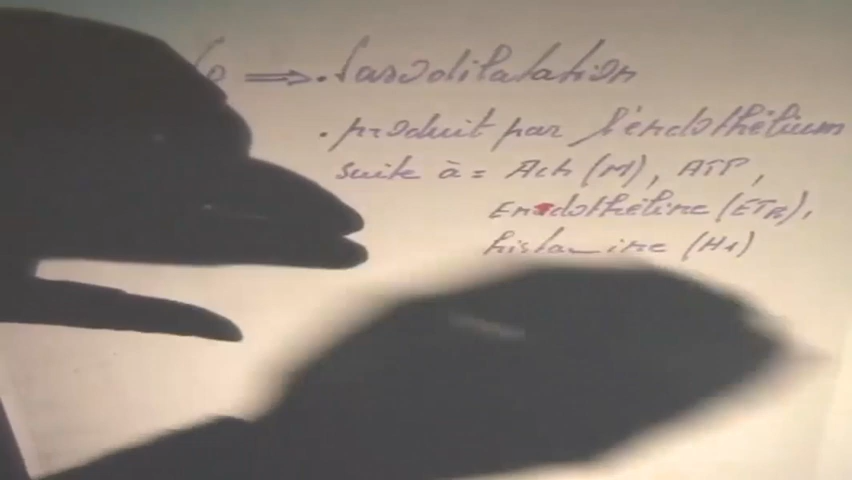 ⇒ . Vasodilatation
. produit par l'endothélium
suite à = Ach (M), ATP,
Endothéline (ETB),
histamine (H1)